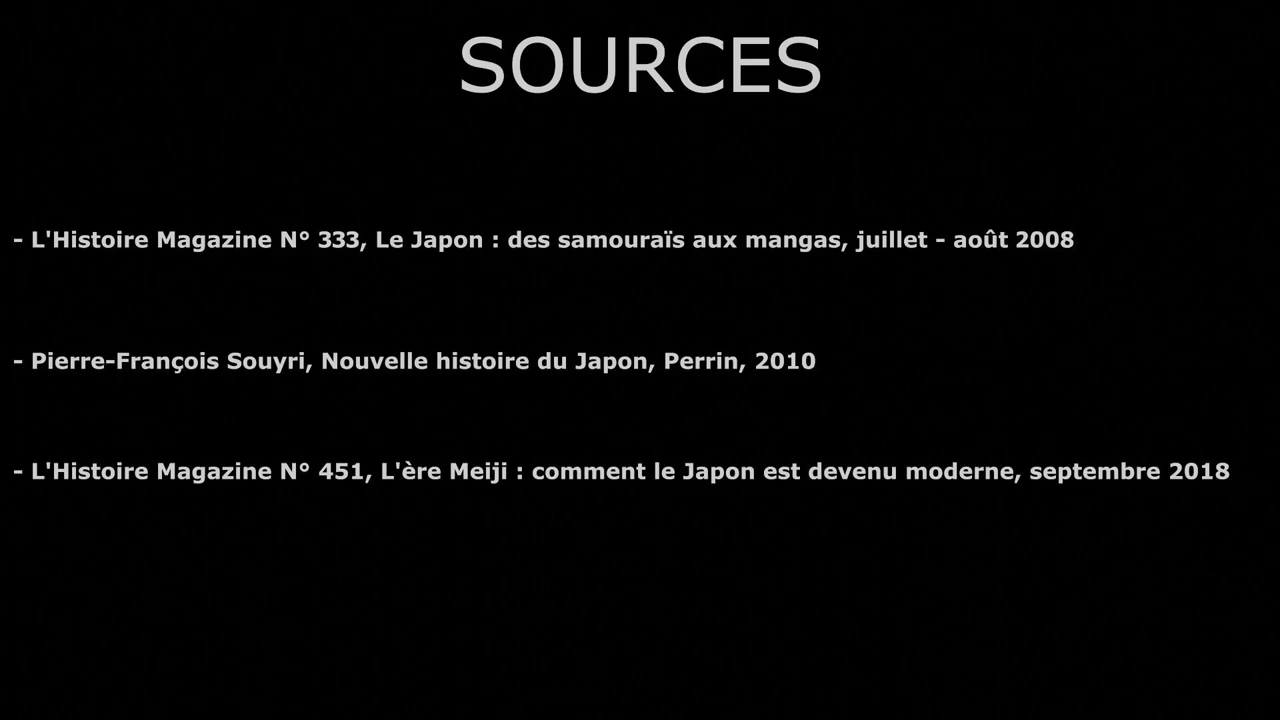 SOURCES
- L'Histoire Magazine N° 333, Le Japon : des samouraïs aux mangas, juillet - août 2008
- Pierre-François Souyri, Nouvelle histoire du Japon, Perrin, 2010
- L'Histoire Magazine N° 451, L'ère Meiji : comment le Japon est devenu moderne, septembre 2018